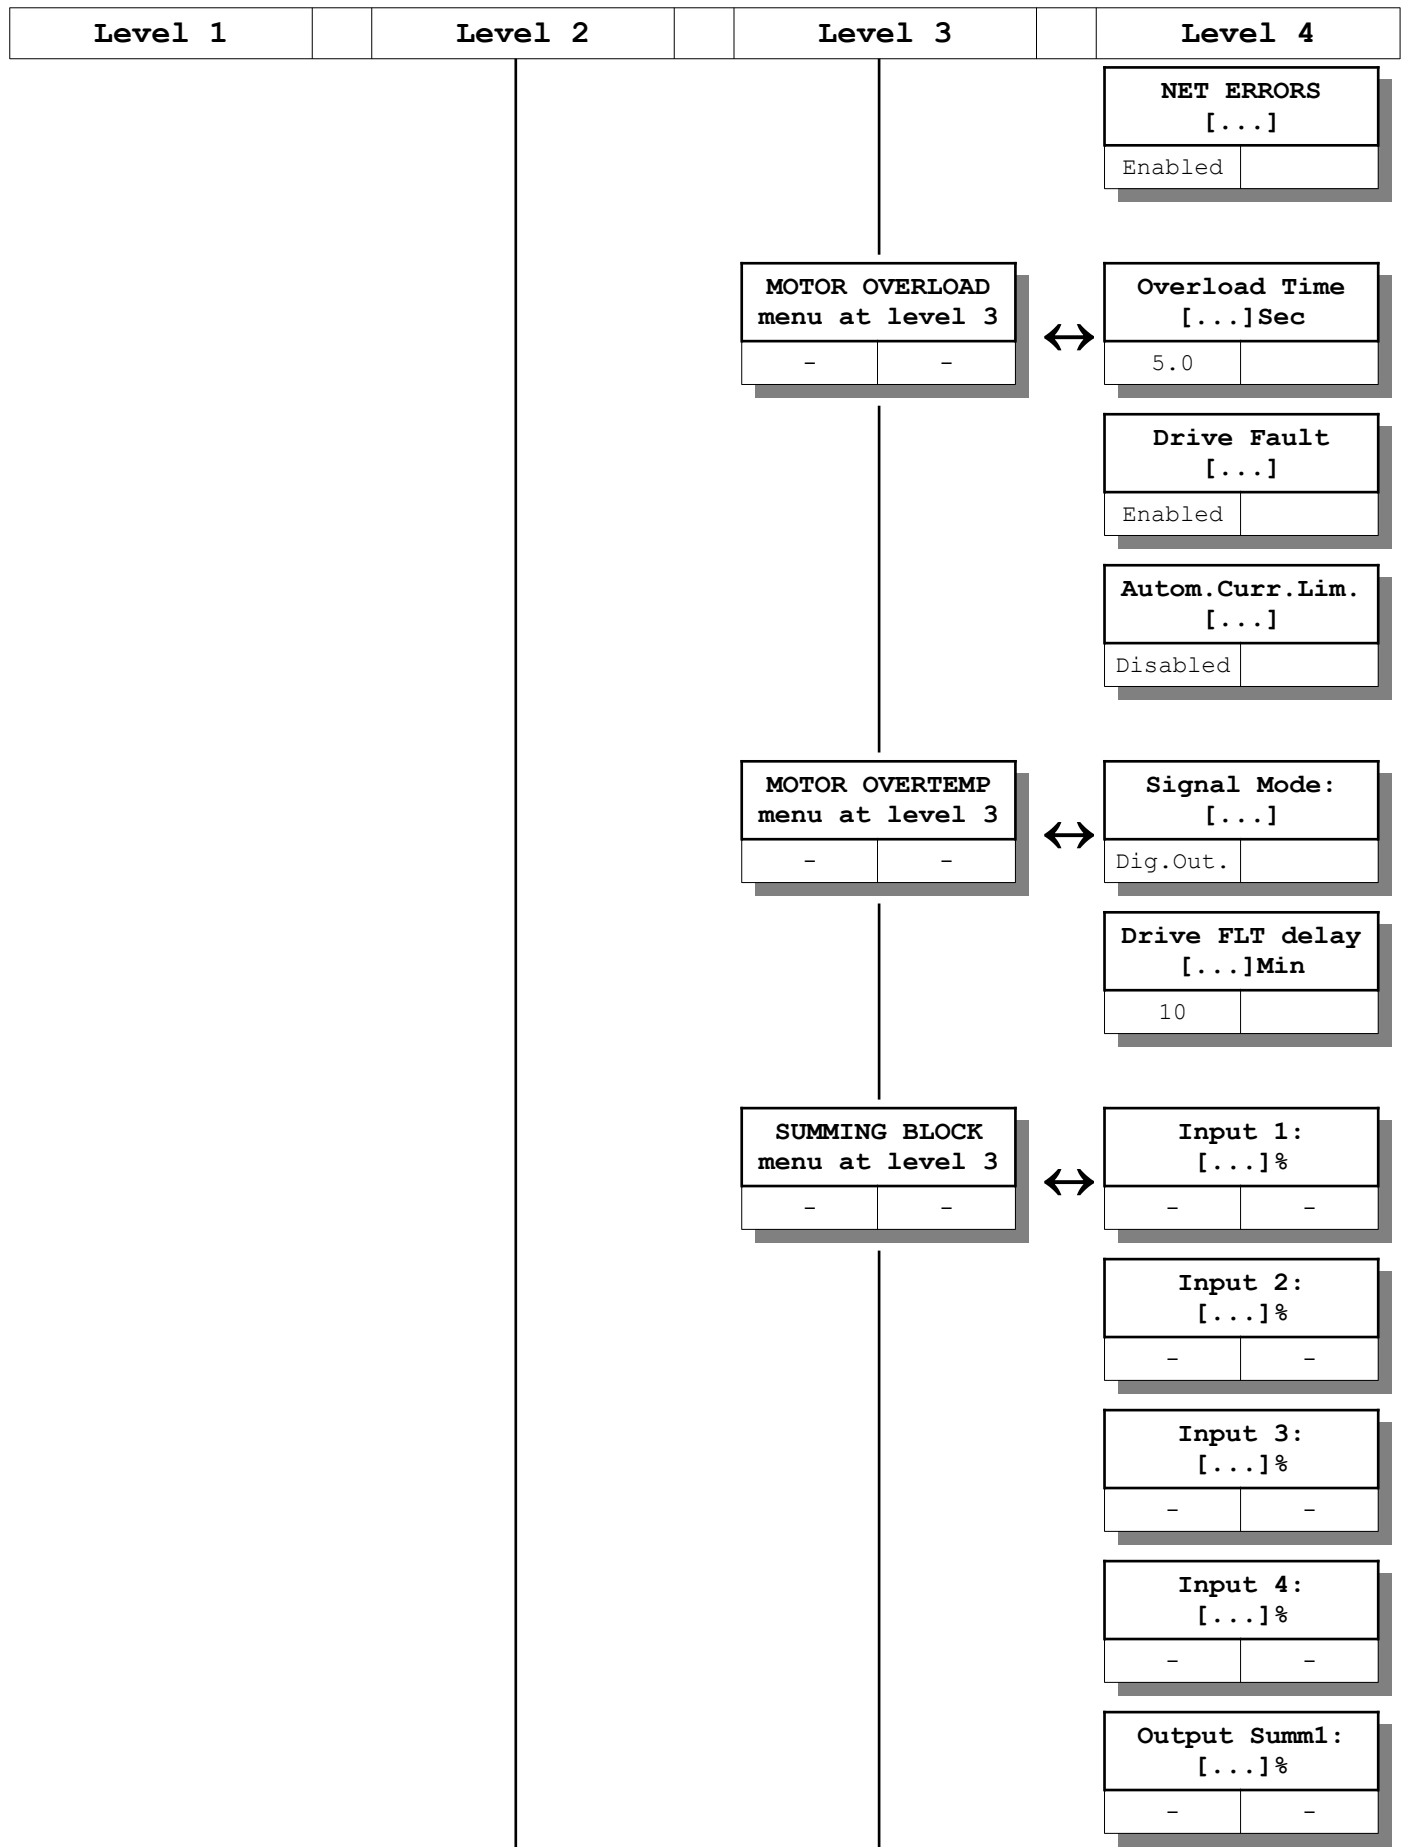 Level 1 Level 2 Level 3 Level 4
NET ERRORS
[...]
Enabled
MOTOR OVERLOAD
menu at level 3
- -
Overload Time
[...]Sec
5.0
Drive Fault
[...]
Enabled
Autom.Curr.Lim.
[...]
Disabled
MOTOR OVERTEMP
menu at level 3
- -
Signal Mode:
[...]
Dig.Out.
Drive FLT delay
[...]Min
10
SUMMING BLOCK
menu at level 3
- -
Input 1:
[...]%
- -
Input 2:
[...]%
- -
Input 3:
[...]%
- -
Input 4:
[...]%
- -
Output Summ1:
[...]%
- -